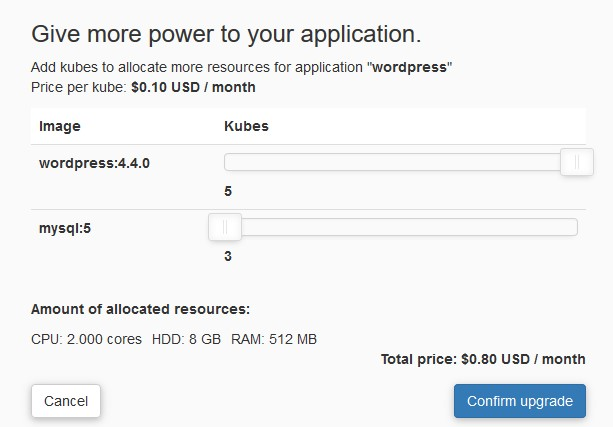 Give more power to your application.
Add kubes to allocate more resources for application "wordpress"
Price per kube: $0.10 USD / month
Image Kubes
wordpress:4.4.0
5
mysql:5
3
Amount of allocated resources:
CPU: 2.000 cores HDD: 8 GB RAM: 512 MB
Total price: $0.80 USD / month
Cancel Confirm upgrade